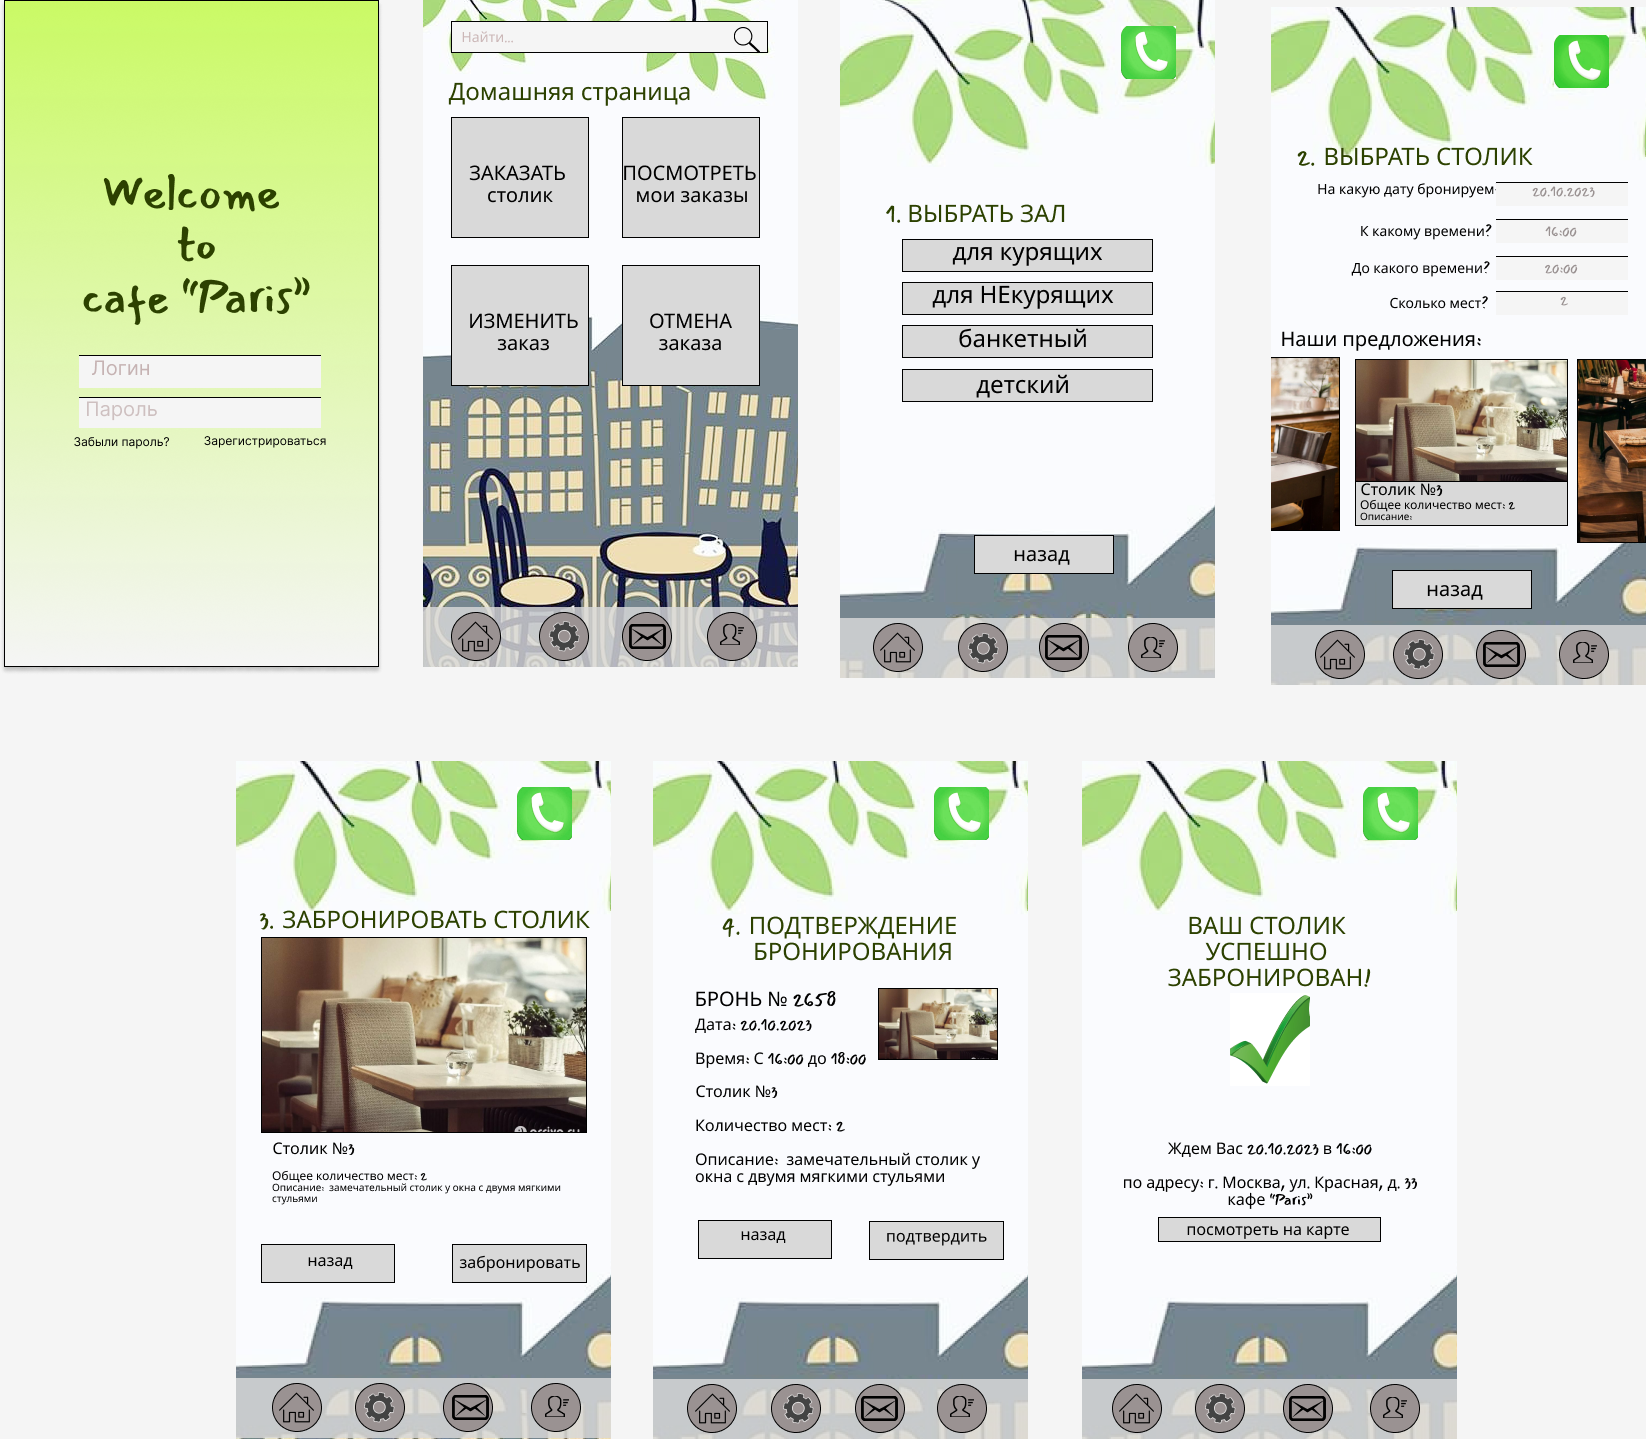 Welcome
to
cafe "Paris"
Логин
Пароль
Забыли пароль?
Зарегистрироваться
Найти...
Домашняя страница
ЗАКАЗАТЬ
столик
ПОСМОТРЕТЬ
мои заказы
ИЗМЕНИТЬ
заказ
ОТМЕНА
заказа
1. ВЫБРАТЬ ЗАЛ
для курящих
для НЕкурящих
банкетный
детский
назад
2. ВЫБРАТЬ СТОЛИК
На какую дату бронируем
20.10.2023
К какому времени?
16:00
До какого времени?
20:00
Сколько мест?
2
Наши предложения:
Столик №3
Общее количество мест: 2
Описание:
назад
3. ЗАБРОНИРОВАТЬ СТОЛИК
Столик №3
Общее количество мест: 2
Описание: замечательный столик у окна с двумя мягкими
стульями
назад
забронировать
4. ПОДТВЕРЖДЕНИЕ
БРОНИРОВАНИЯ
БРОНЬ № 2658
Дата: 20.10.2023
Время: С 16:00 до 18:00
Столик №3
Количество мест: 2
Описание: замечательный столик у
окна с двумя мягкими стульями
назад
подтвердить
ВАШ СТОЛИК
УСПЕШНО
ЗАБРОНИРОВАН!
Ждем Вас 20.10.2023 в 16:00
по адресу: г. Москва, ул. Красная, д. 33
кафе "Paris"
посмотреть на карте